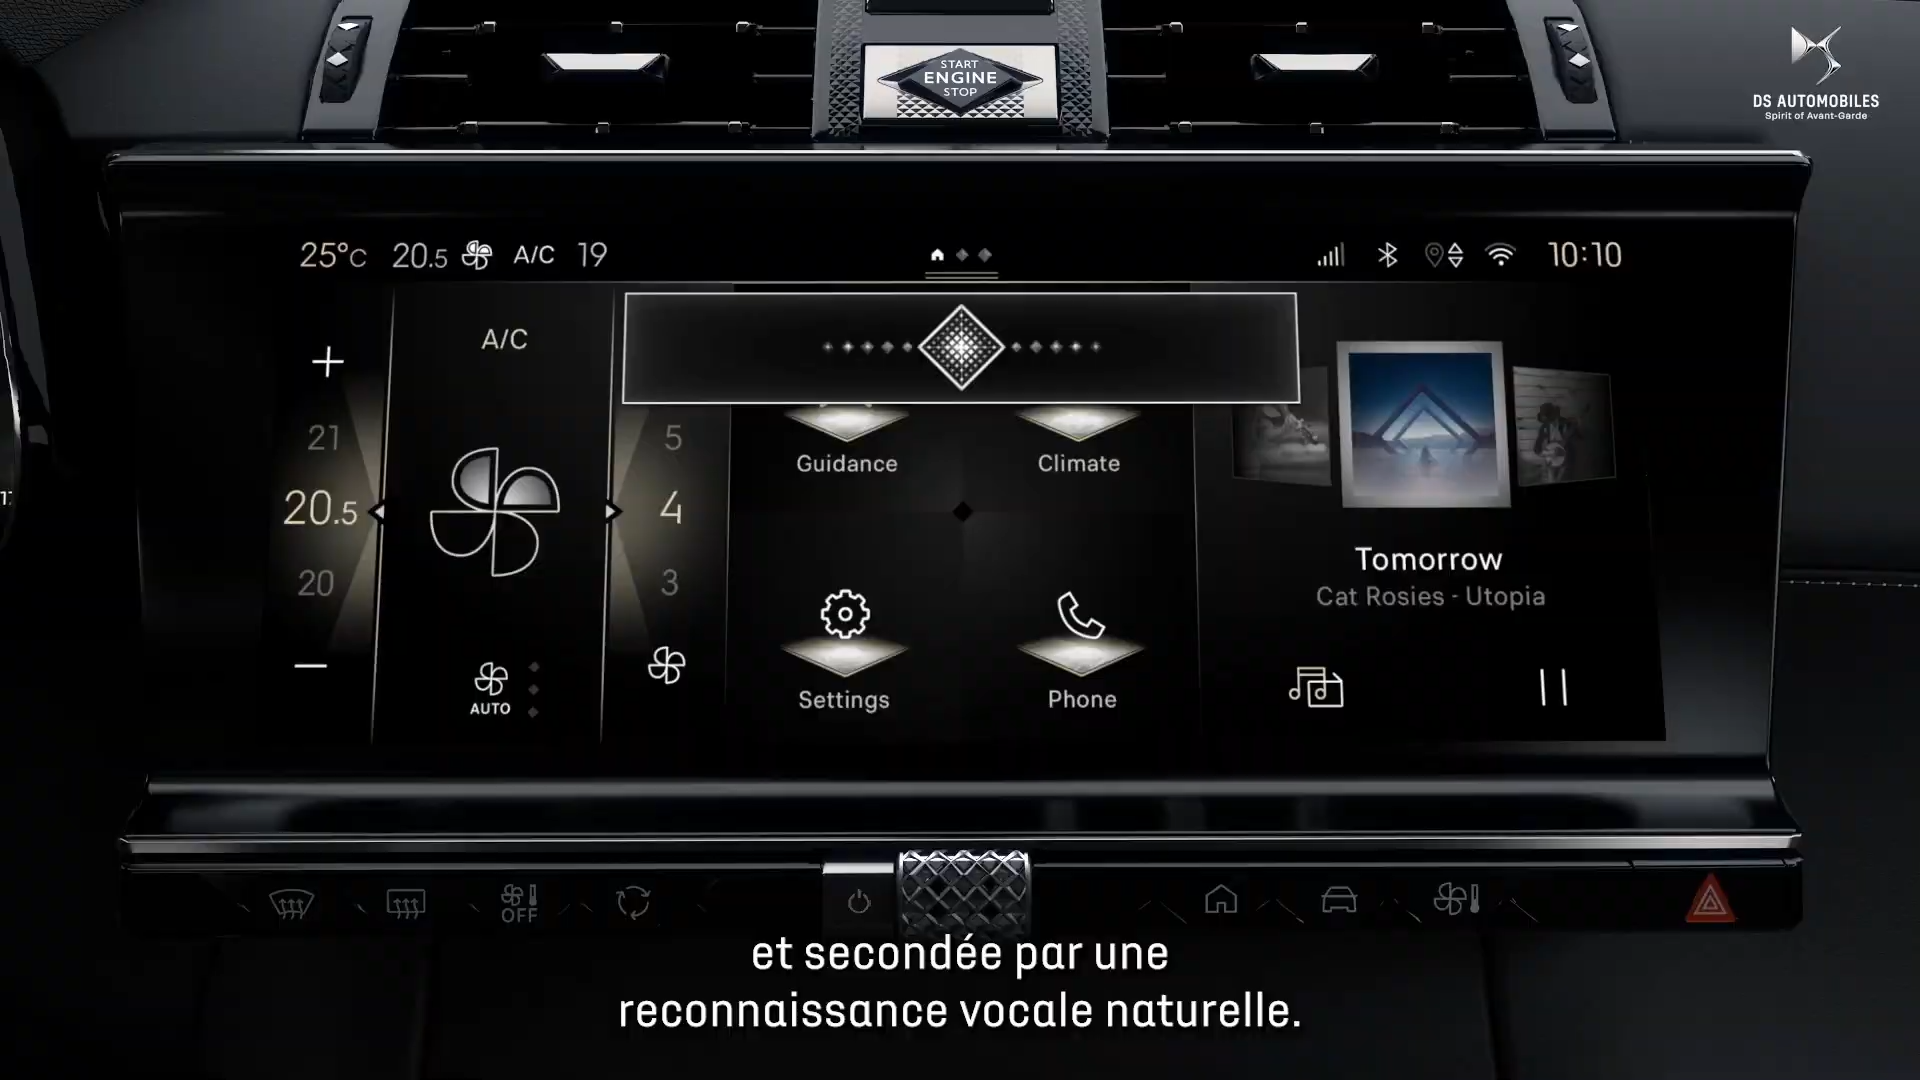 START
ENGINE
STOP
DS AUTOMOBILES
Spirit of Avant-Garde
25°C 20.5 A/C 19
10:10
A/C
+
21
20.5
20
—
5
4
3
AUTO
Guidance
Climate
Settings
Phone
Tomorrow
Cat Rosies - Utopia
OFF
et secondée par une
reconnaissance vocale naturelle.